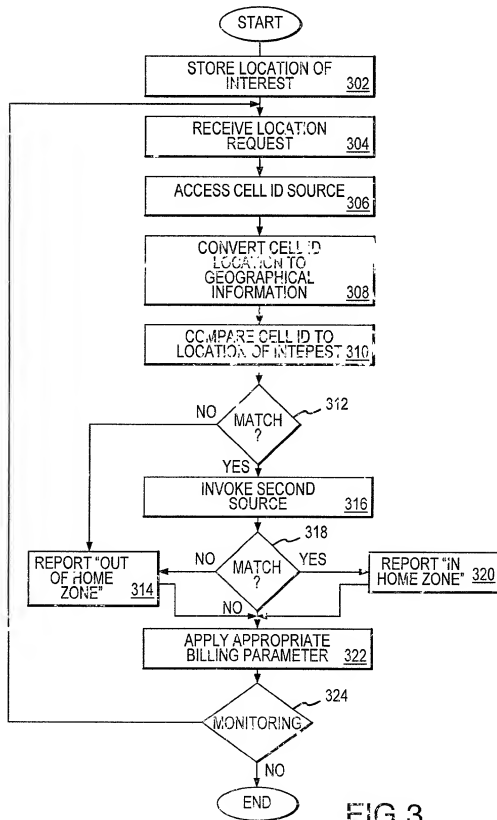 START
STORE LOCATION OF
INTEREST 302
RECEIVE LOCATION
REQUEST 304
ACCESS CELL ID SOURCE
306
CONVERT CELL ID
LOCATION TO
GEOGRAPHICAL
INFORMATION 308
COMPARE CELL ID TO
LOCATION OF INTEREST 310
NO
MATCH
?
312
YES
INVOKE SECOND
SOURCE 316
318
REPORT "OUT
OF HOME
ZONE" 314
NO
MATCH
?
YES
REPORT "IN
HOME ZONE" 320
NO
APPLY APPROPRIATE
BILLING PARAMETER 322
324
MONITORING
NO
END
FIG.3